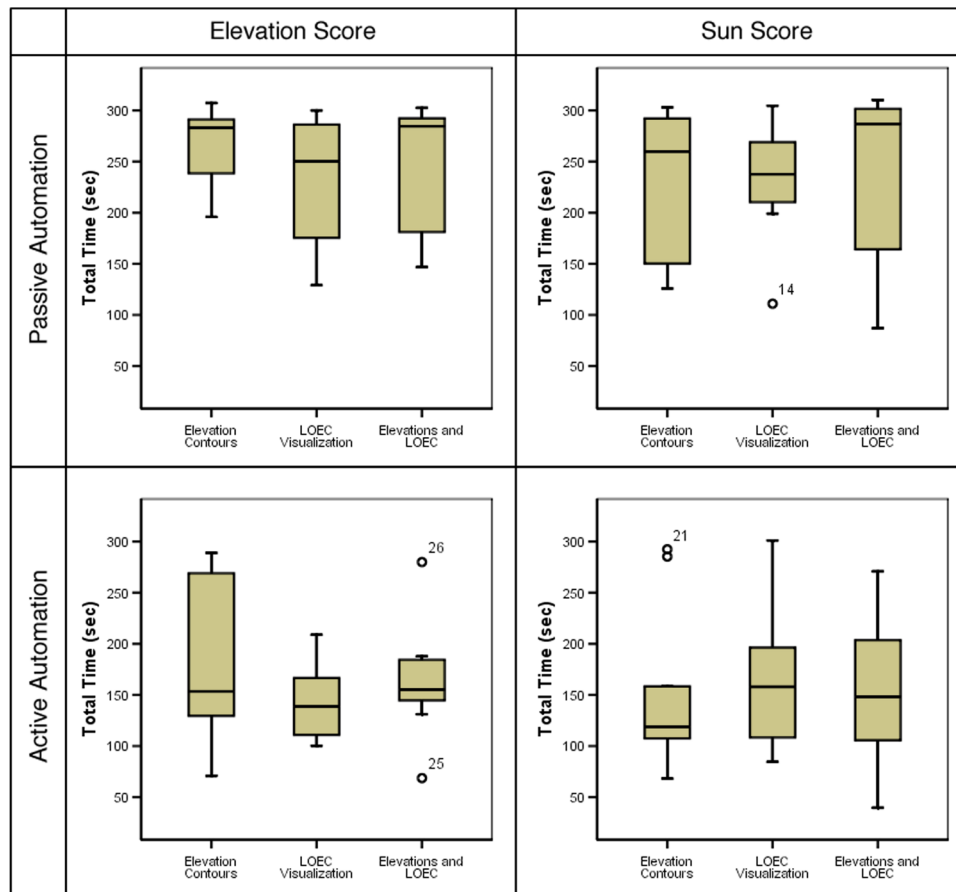 Elevation Score
Sun Score
Passive Automation
Total Time (sec)
300
250
200
150
100
50
Elevation
Contours
LOEC
Visualization
Elevations and
LOEC
Total Time (sec)
300
250
200
150
100
50
14
Elevation
Contours
LOEC
Visualization
Elevations and
LOEC
Active Automation
Total Time (sec)
300
250
200
150
100
50
26
25
Elevation
Contours
LOEC
Visualization
Elevations and
LOEC
Total Time (sec)
300
250
200
150
100
50
21
Elevation
Contours
LOEC
Visualization
Elevations and
LOEC